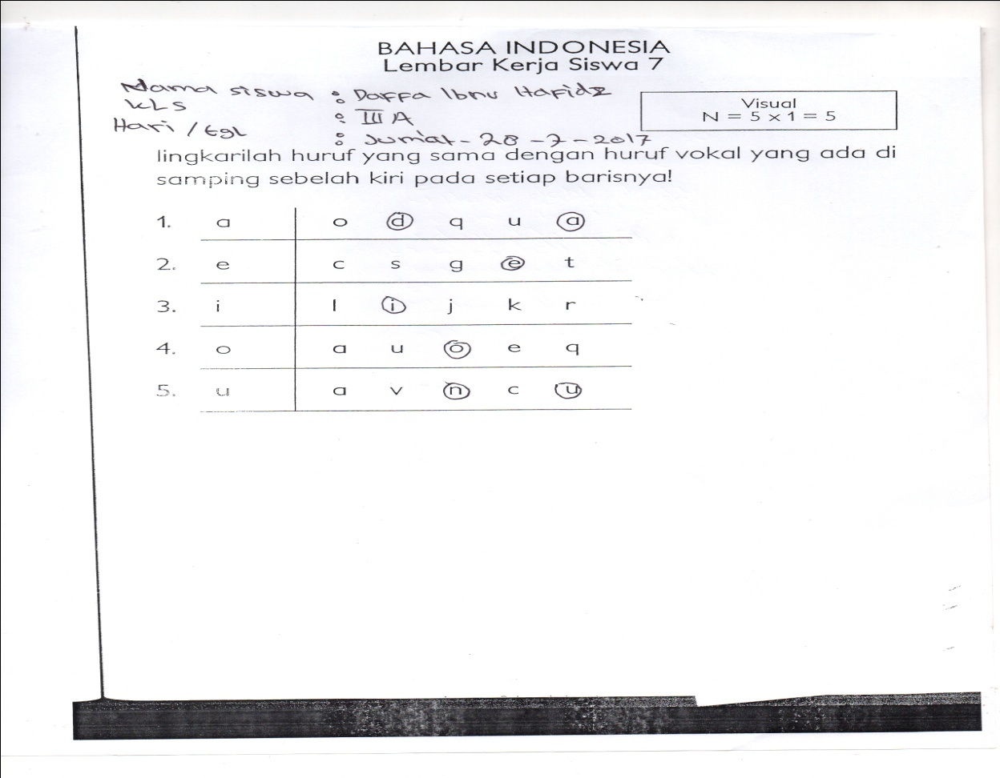 BAHASA INDONESIA
Lembar Kerja Siswa 7
Nama siswa : Daffa Ibnu Hafidz
kLs : III A
Hari / tgl : Jumat - 28 - 7 - 2017
Visual
N = 5 x 1 = 5
lingkarilah huruf yang sama dengan huruf vokal yang ada di
samping sebelah kiri pada setiap barisnya!
1. a o d q u a
2. e c s g e t
3. i l i j k r
4. o a u o e q
5. u a v n c u